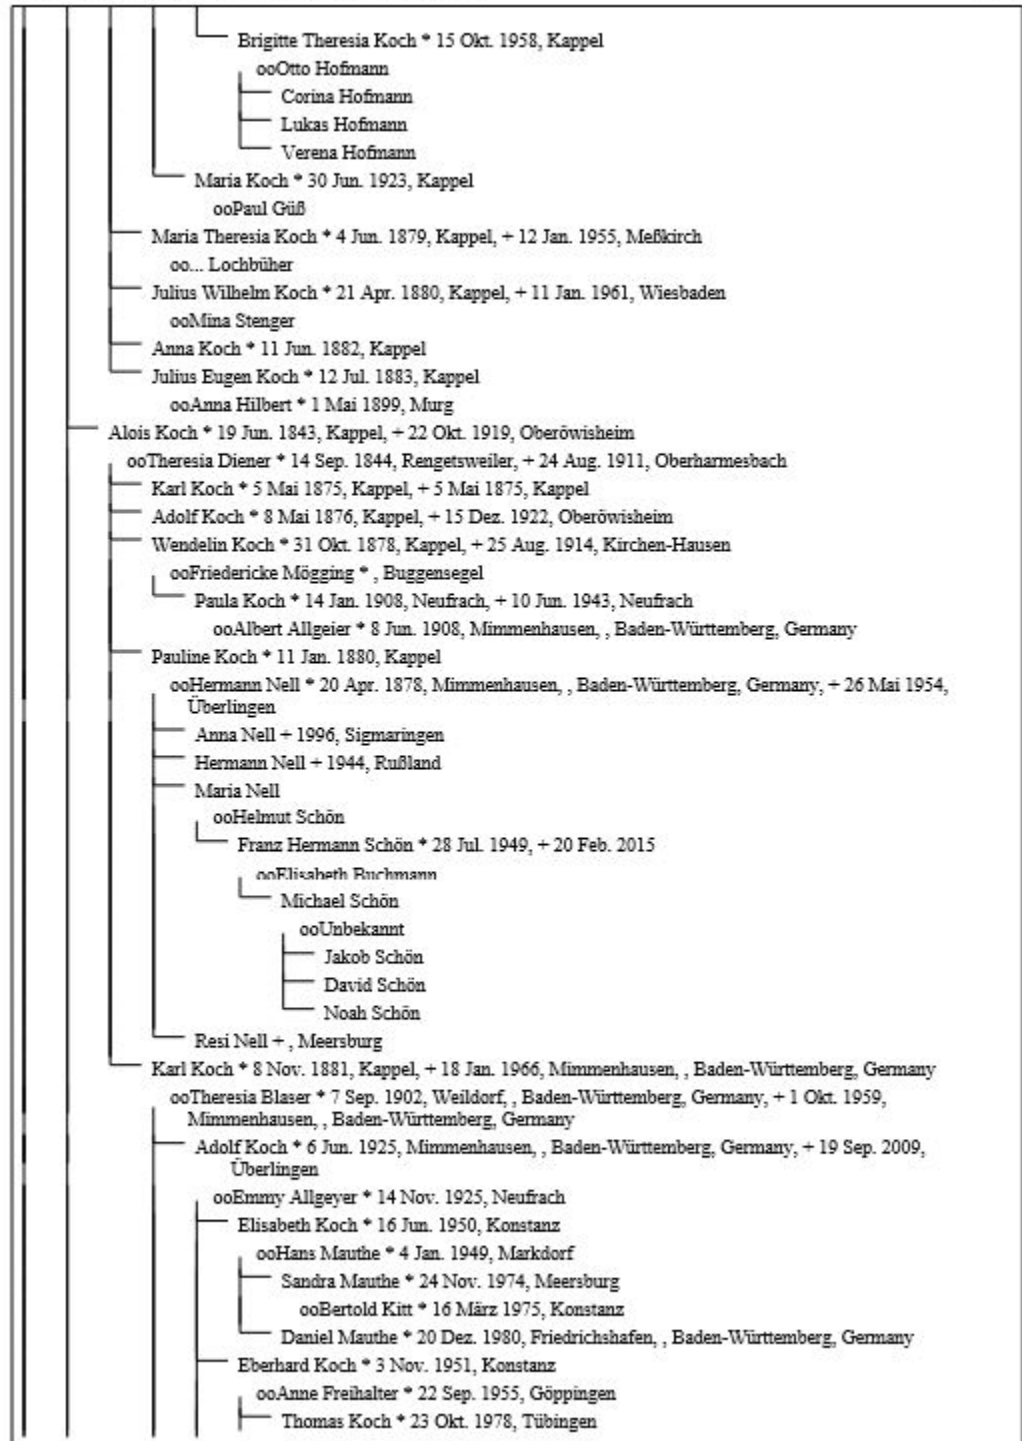 Brigitte Theresia Koch * 15 Okt. 1958, Kappel
ooOtto Hofmann
Corina Hofmann
Lukas Hofmann
Verena Hofmann
Maria Koch * 30 Jun. 1923, Kappel
ooPaul Güß
Maria Theresia Koch * 4 Jun. 1879, Kappel, + 12 Jan. 1955, Meßkirch
oo... Lochbüher
Julius Wilhelm Koch * 21 Apr. 1880, Kappel, + 11 Jan. 1961, Wiesbaden
ooMina Stenger
Anna Koch * 11 Jun. 1882, Kappel
Julius Eugen Koch * 12 Jul. 1883, Kappel
ooAnna Hilbert * 1 Mai 1899, Murg
Alois Koch * 19 Jun. 1843, Kappel, + 22 Okt. 1919, Oberöwisheim
ooTheresia Diener * 14 Sep. 1844, Rengetsweiler, + 24 Aug. 1911, Oberharmesbach
Karl Koch * 5 Mai 1875, Kappel, + 5 Mai 1875, Kappel
Adolf Koch * 8 Mai 1876, Kappel, + 15 Dez. 1922, Oberöwisheim
Wendelin Koch * 31 Okt. 1878, Kappel, + 25 Aug. 1914, Kirchen-Hausen
ooFriedericke Mögging * , Buggensegel
Paula Koch * 14 Jan. 1908, Neufrach, + 10 Jun. 1943, Neufrach
ooAlbert Allgeier * 8 Jun. 1908, Mimmenhausen, , Baden-Württemberg, Germany
Pauline Koch * 11 Jan. 1880, Kappel
ooHermann Nell * 20 Apr. 1878, Mimmenhausen, , Baden-Württemberg, Germany, + 26 Mai 1954,
Überlingen
Anna Nell + 1996, Sigmaringen
Hermann Nell + 1944, Rußland
Maria Nell
ooHelmut Schön
Franz Hermann Schön * 28 Jul. 1949, + 20 Feb. 2015
ooElisabeth Buchmann
Michael Schön
ooUnbekannt
Jakob Schön
David Schön
Noah Schön
Resi Nell + , Meersburg
Karl Koch * 8 Nov. 1881, Kappel, + 18 Jan. 1966, Mimmenhausen, , Baden-Württemberg, Germany
ooTheresia Blaser * 7 Sep. 1902, Weildorf, , Baden-Württemberg, Germany, + 1 Okt. 1959,
Mimmenhausen, , Baden-Württemberg, Germany
Adolf Koch * 6 Jun. 1925, Mimmenhausen, , Baden-Württemberg, Germany, + 19 Sep. 2009,
Überlingen
ooEmmy Allgeyer * 14 Nov. 1925, Neufrach
Elisabeth Koch * 16 Jun. 1950, Konstanz
ooHans Mauthe * 4 Jan. 1949, Markdorf
Sandra Mauthe * 24 Nov. 1974, Meersburg
ooBertold Kitt * 16 März 1975, Konstanz
Daniel Mauthe * 20 Dez. 1980, Friedrichshafen, , Baden-Württemberg, Germany
Eberhard Koch * 3 Nov. 1951, Konstanz
ooAnne Freihalter * 22 Sep. 1955, Göppingen
Thomas Koch * 23 Okt. 1978, Tübingen